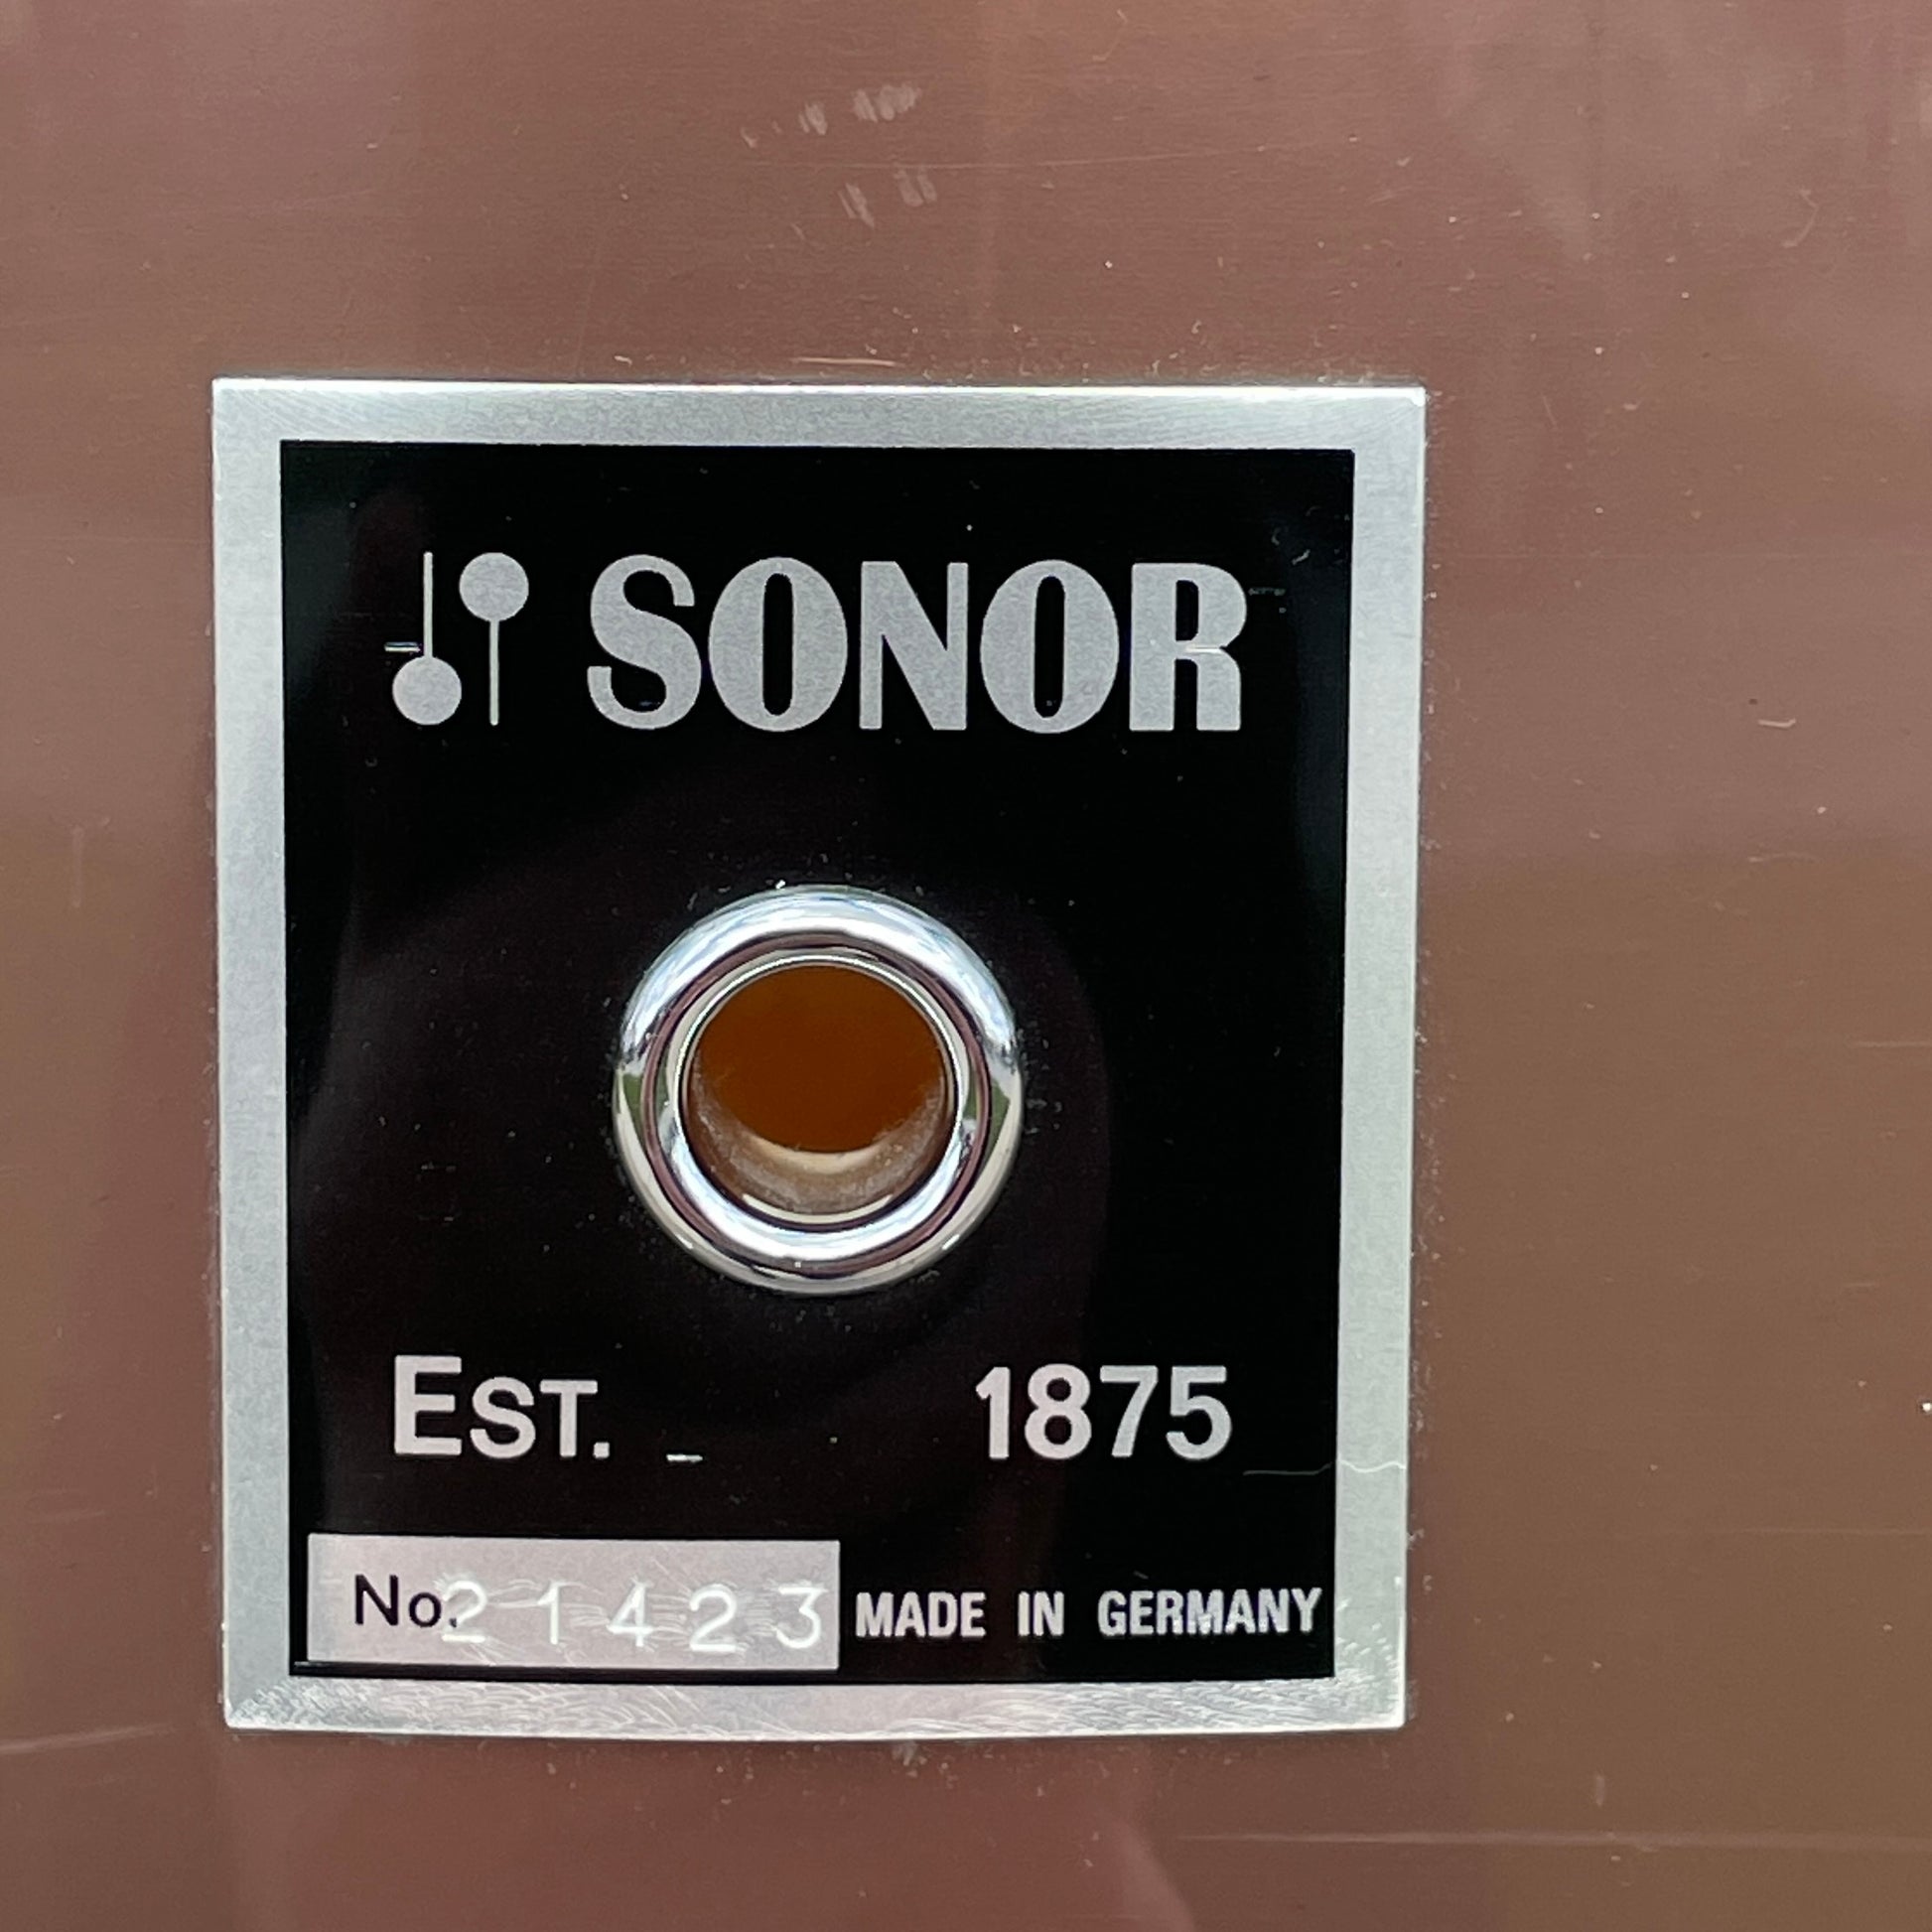 SONOR
EST. 1875
No. 21423 MADE IN GERMANY